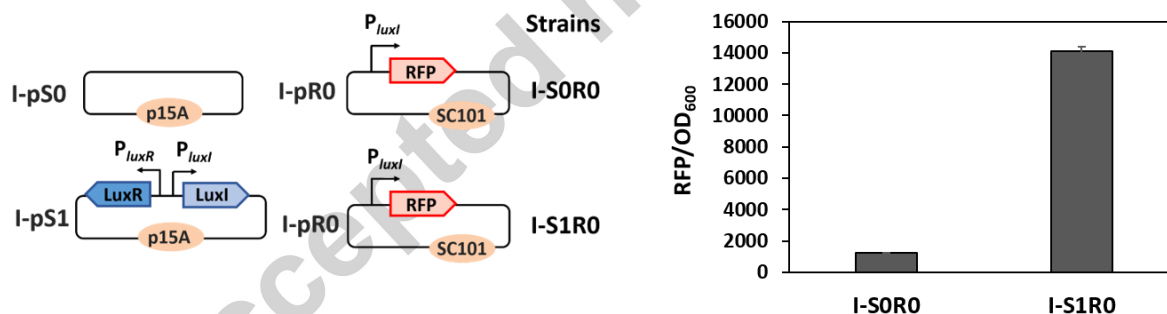 Strains
P_luxI
RFP
I-pS0
p15A
I-pR0
SC101
I-S0R0
P_luxR
P_luxI
LuxR
LuxI
I-pS1
p15A
P_luxI
RFP
I-pR0
SC101
I-S1R0
RFP/OD600
16000
14000
12000
10000
8000
6000
4000
2000
0
I-S0R0
I-S1R0